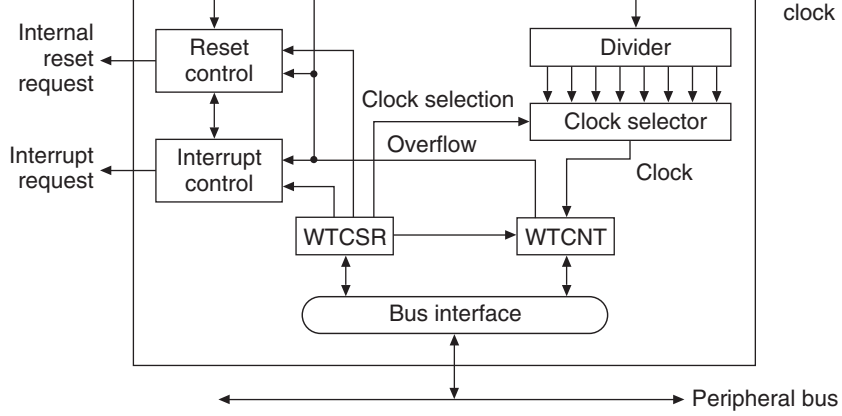 clock
Internal
reset
request
Reset
control
Divider
Clock selection
Clock selector
Overflow
Interrupt
request
Interrupt
control
Clock
WTCSR
WTCNT
Bus interface
Peripheral bus